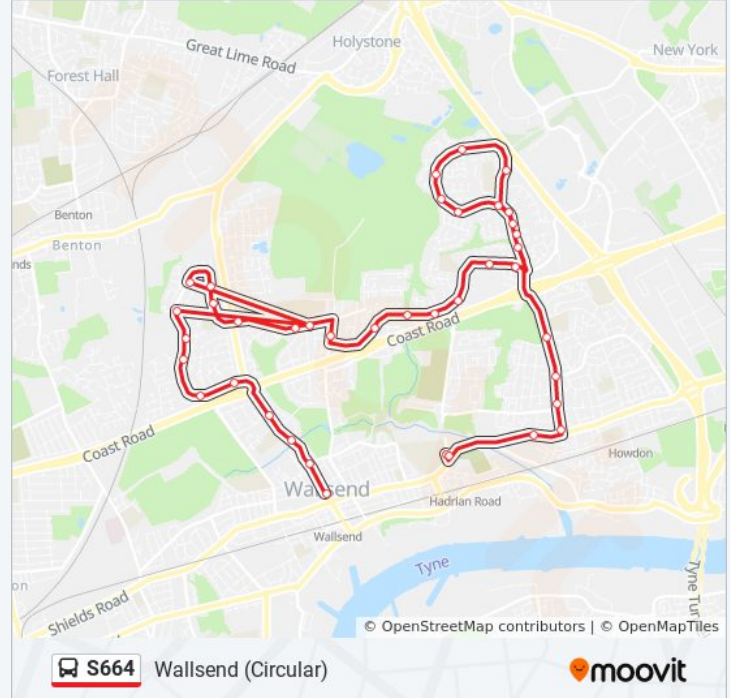 Holystone
Great Lime Road
New York
Forest Hall
Benton
Benton
nds
Coast Road
Coast Road
Howdon
Wallsend
Hadrian Road
Wallsend
on
Tyne
Tyne Tun
Shields Road
© OpenStreetMap contributors | © OpenMapTiles
S664 Wallsend (Circular) moovit